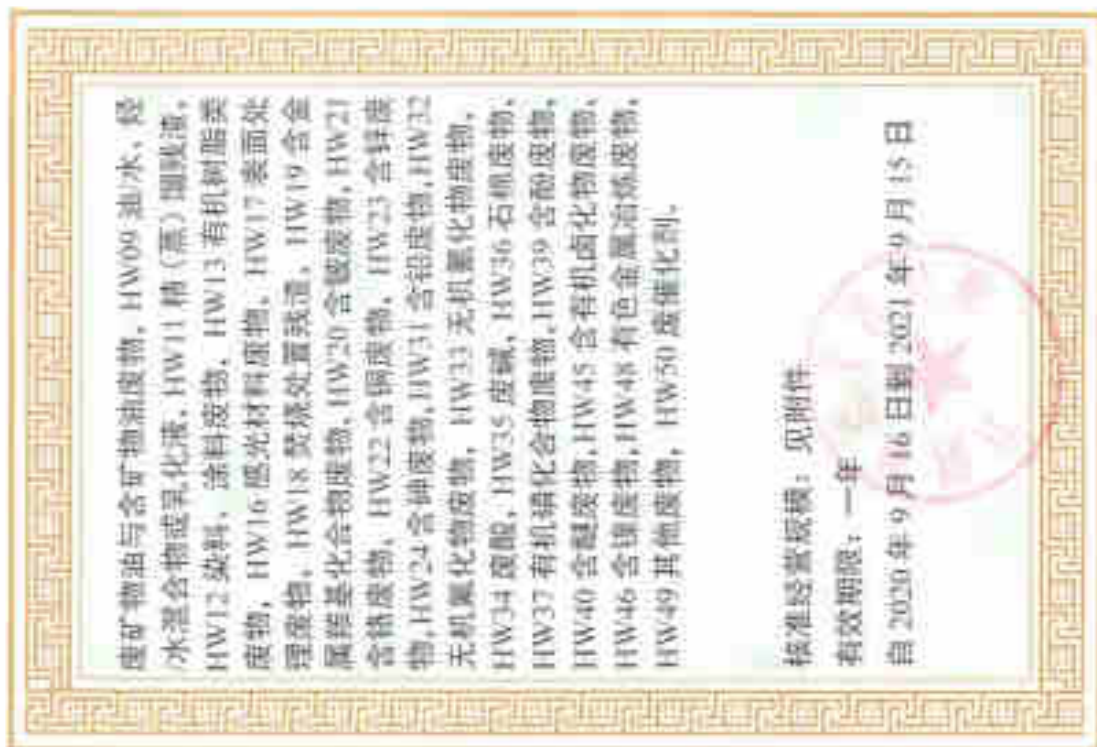 废矿物油与含矿物油废物, HW09 油/水、烃
/水混合物或乳化液, HW11 精（蒸）馏残渣,
HW12 染料、涂料废物, HW13 有机树脂类
废物, HW16 感光材料废物, HW17 表面处
理废物, HW18 焚烧处置残渣, HW19 含金
属羰基化合物废物, HW20 含铍废物, HW21
含铬废物, HW22 含铜废物, HW23 含锌废
物, HW24 含砷废物, HW31 含铅废物, HW32
无机氟化物废物, HW33 无机氰化物废物,
HW34 废酸, HW35 废碱, HW36 石棉废物,
HW37 有机磷化合物废物, HW39 含酚废物,
HW40 含醚废物, HW45 含有机卤化物废物,
HW46 含镍废物, HW48 有色金属冶炼废物,
HW49 其他废物, HW50 废催化剂。
核准经营规模：见附件
有效期限：一年
自 2020 年 9 月 16 日到 2021 年 9 月 15 日